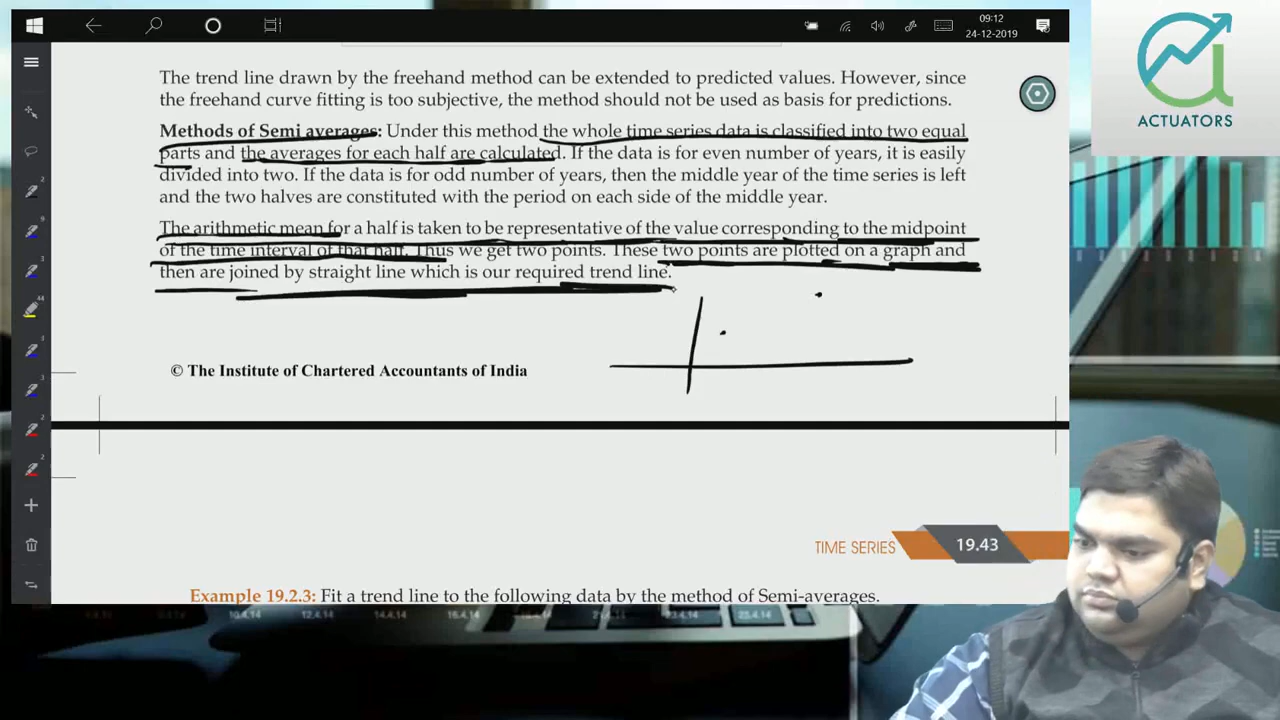 09:12
24-12-2019
ACTUATORS
The trend line drawn by the freehand method can be extended to predicted values. However, since
the freehand curve fitting is too subjective, the method should not be used as basis for predictions.
Methods of Semi averages: Under this method the whole time series data is classified into two equal
parts and the averages for each half are calculated. If the data is for even number of years, it is easily
divided into two. If the data is for odd number of years, then the middle year of the time series is left
and the two halves are constituted with the period on each side of the middle year.
The arithmetic mean for a half is taken to be representative of the value corresponding to the midpoint
of the time interval of that half. Thus we get two points. These two points are plotted on a graph and
then are joined by straight line which is our required trend line.
© The Institute of Chartered Accountants of India
TIME SERIES 19.43
Example 19.2.3: Fit a trend line to the following data by the method of Semi-averages.